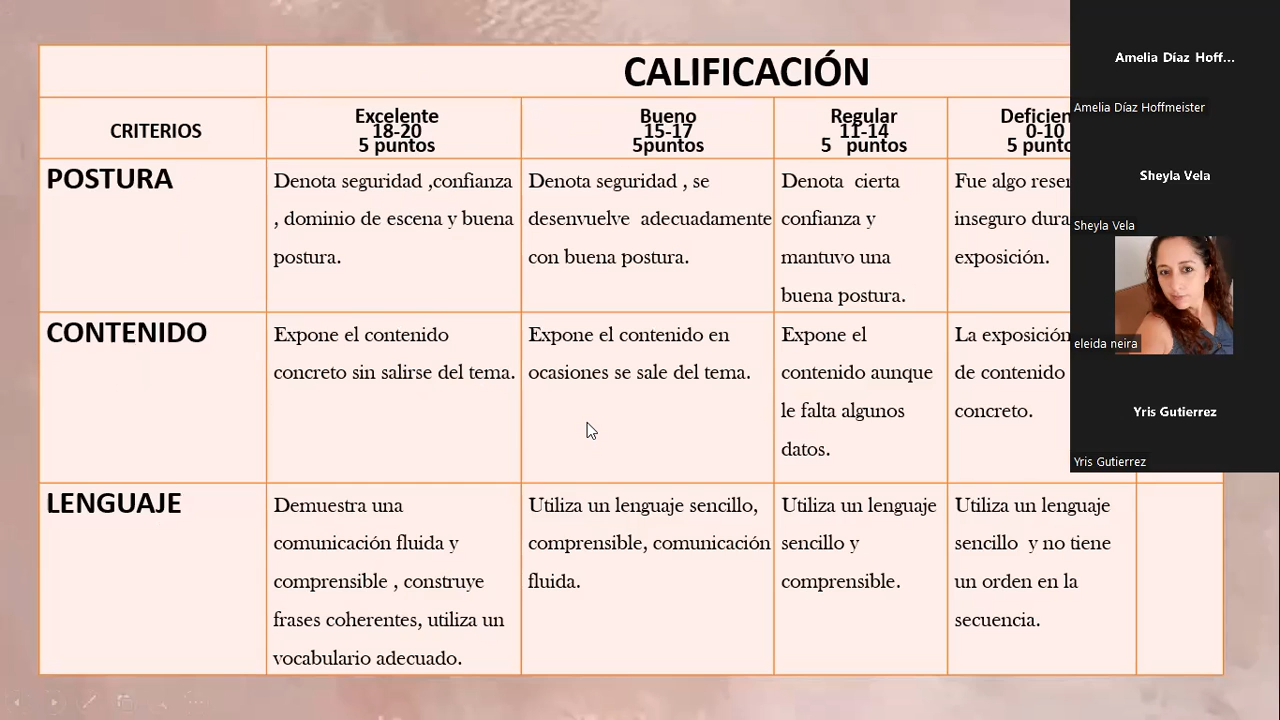 CALIFICACIÓN
CRITERIOS
Excelente
18-20
5 puntos
Bueno
15-17
5puntos
Regular
11-14
5 puntos
0-10
5
POSTURA
Denota seguridad ,confianza
, dominio de escena y buena
postura.
Denota seguridad , se
desenvuelve adecuadamente
con buena postura.
Denota cierta
confianza y
mantuvo una
buena postura.
Fue algo
inseguro
exposición.
CONTENIDO
Expone el contenido
concreto sin salirse del tema.
Expone el contenido en
ocasiones se sale del tema.
Expone el
contenido aunque
le falta algunos
datos.
La exposición
de contenido
concreto.
LENGUAJE
Demuestra una
comunicación fluida y
comprensible , construye
frases coherentes, utiliza un
vocabulario adecuado.
Utiliza un lenguaje sencillo,
comprensible, comunicación
fluida.
Utiliza un lenguaje
sencillo y
comprensible.
Utiliza un lenguaje
sencillo y no tiene
un orden en la
secuencia.
Amelia Díaz Hoff...
Amelia Díaz Hoffmeister
Sheyla Vela
Sheyla Vela
eleida neira
Yris Gutierrez
Yris Gutierrez